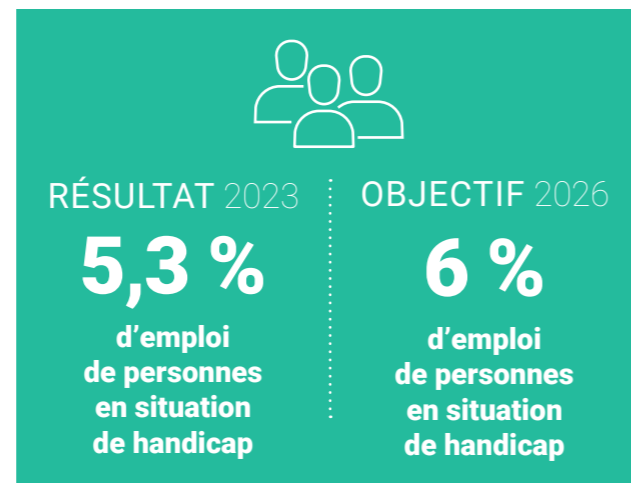 RÉSULTAT 2023
5,3 %
d’emploi
de personnes
en situation
de handicap
OBJECTIF 2026
6 %
d’emploi
de personnes
en situation
de handicap